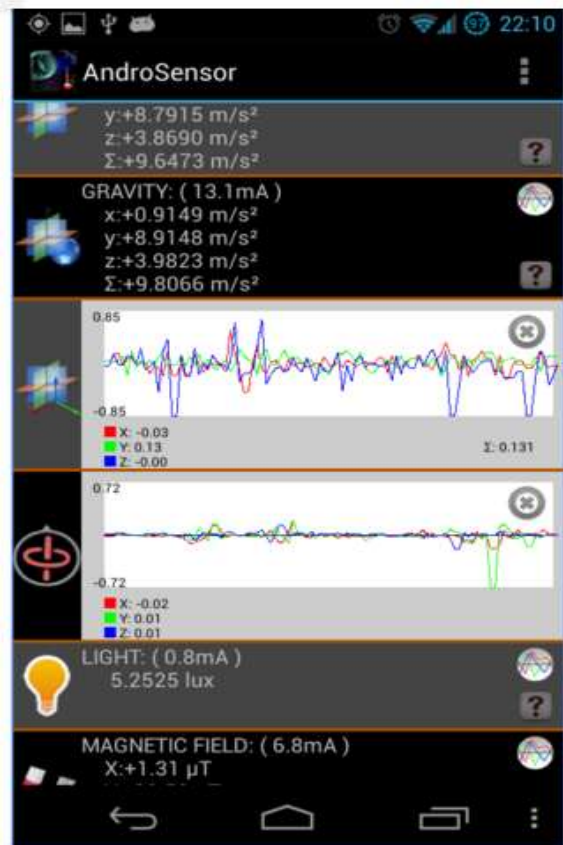 97 22:10
AndroSensor
y:+8.7915 m/s²
z:+3.8690 m/s²
Σ:+9.6473 m/s²
?
GRAVITY: ( 13.1mA )
x:+0.9149 m/s²
y:+8.9148 m/s²
z:+3.9823 m/s²
Σ:+9.8066 m/s²
?
0.85
-0.85
X: -0.03
Y: 0.13 Σ: 0.131
Z: -0.00
0.72
-0.72
X: -0.02
Y: 0.01
Z: 0.01
LIGHT: ( 0.8mA )
5.2525 lux
?
MAGNETIC FIELD: ( 6.8mA )
X:+1.31 µT